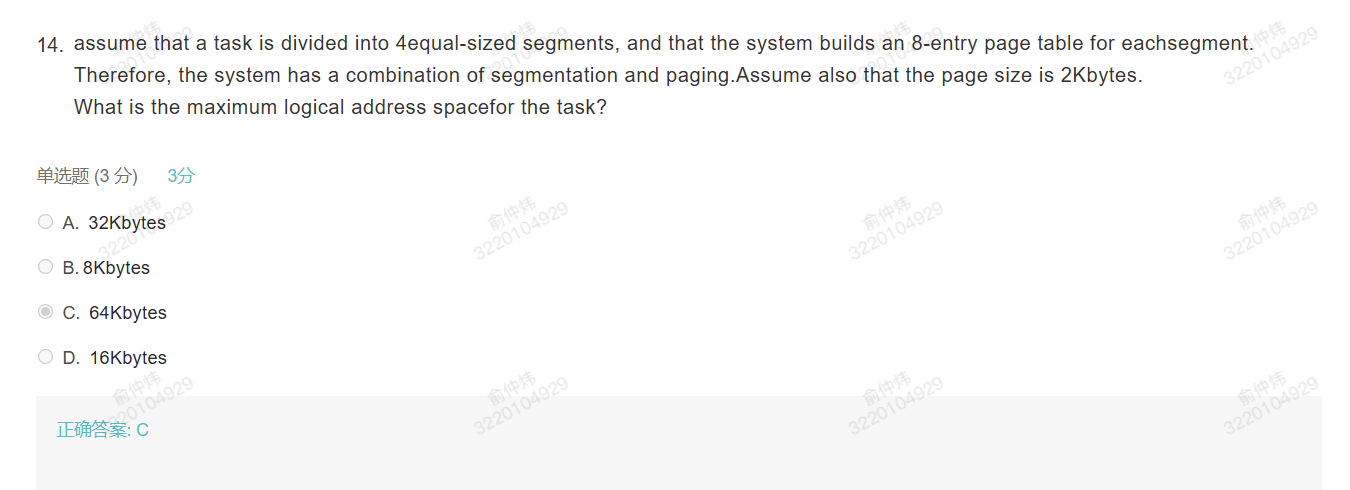 俞仲炜
3220104929
14. assume that a task is divided into 4equal-sized segments, and that the system builds an 8-entry page table for eachsegment.
Therefore, the system has a combination of segmentation and paging.Assume also that the page size is 2Kbytes.
What is the maximum logical address spacefor the task?
单选题 (3 分) 3分
A. 32Kbytes
B. 8Kbytes
C. 64Kbytes
D. 16Kbytes
正确答案: C